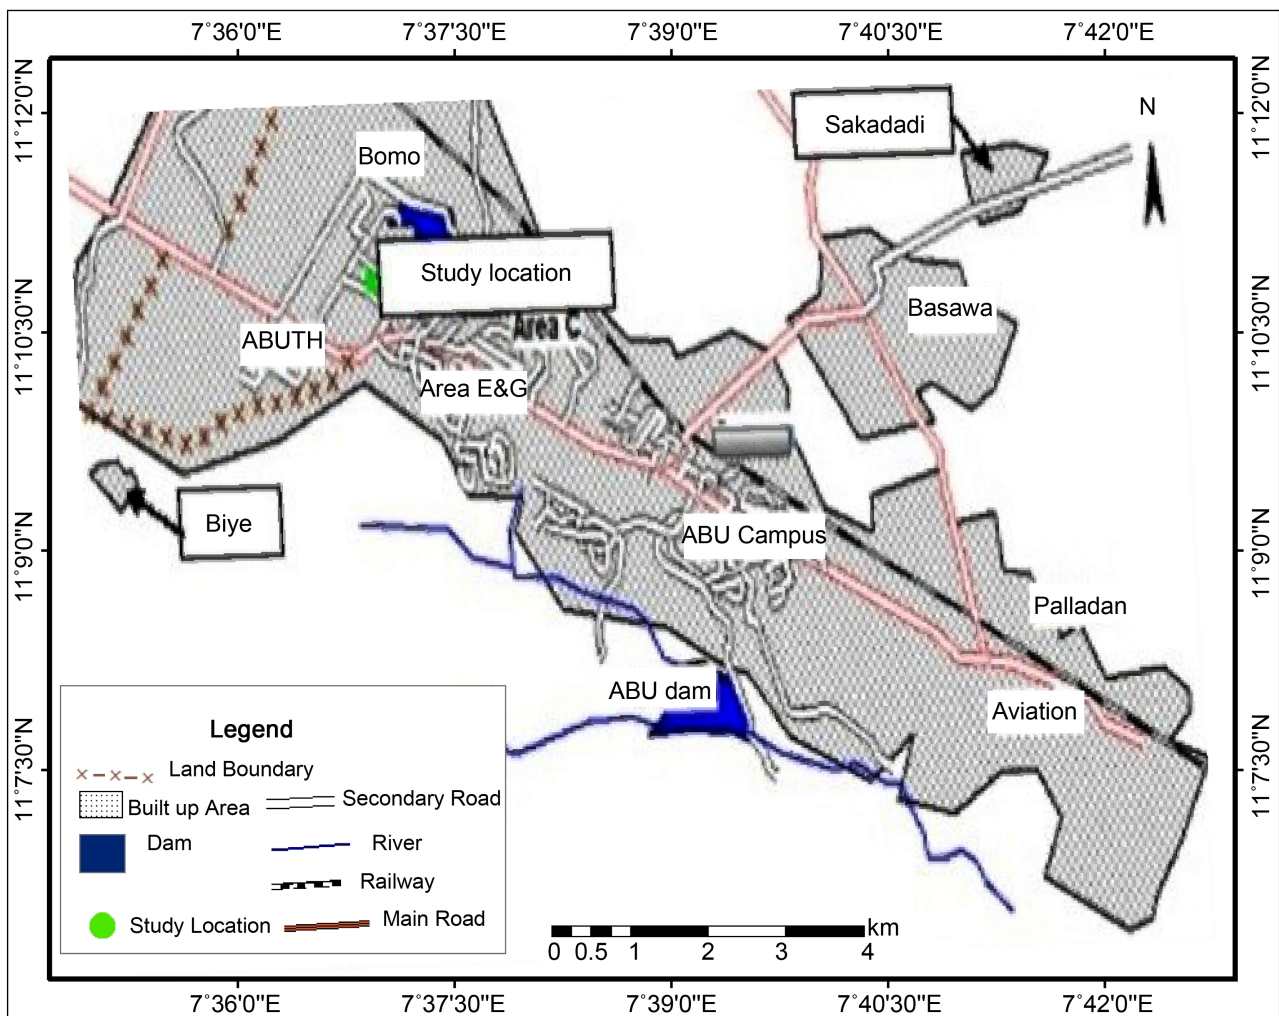 7°36'0"E 7°37'30"E 7°39'0"E 7°40'30"E 7°42'0"E
11°12'0"N
11°12'0"N
N
Sakadadi
Bomo
Study location
Basawa
11°10'30"N
11°10'30"N
Area C
ABUTH
Area E&G
Biye
ABU Campus
11°9'0"N
11°9'0"N
Palladan
ABU dam
Aviation
11°7'30"N
11°7'30"N
Legend
Land Boundary
Built up Area
Secondary Road
Dam
River
Railway
Study Location
Main Road
km
0 0.5 1 2 3 4
7°36'0"E 7°37'30"E 7°39'0"E 7°40'30"E 7°42'0"E